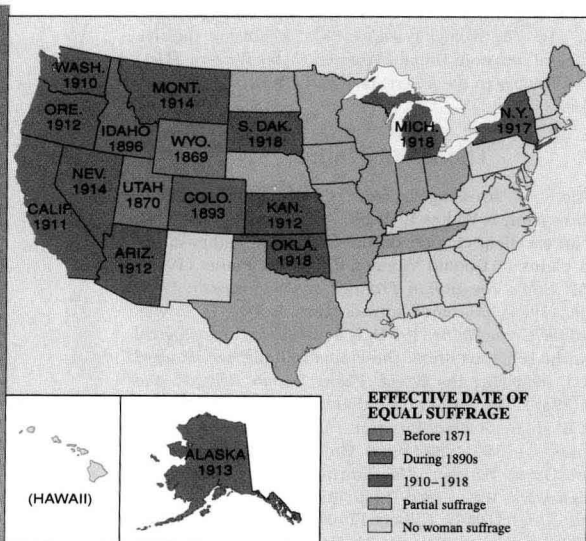 WASH.
1910
MONT.
1914
ORE.
1912
IDAHO
1896
WYO.
1869
S. DAK.
1918
MICH.
1918
N.Y.
1917
NEV.
1914
UTAH
1870
COLO.
1893
KAN.
1912
CALIF.
1911
ARIZ.
1912
OKLA.
1918
EFFECTIVE DATE OF
EQUAL SUFFRAGE
Before 1871
During 1890s
1910–1918
Partial suffrage
No woman suffrage
(HAWAII)
ALASKA
1913